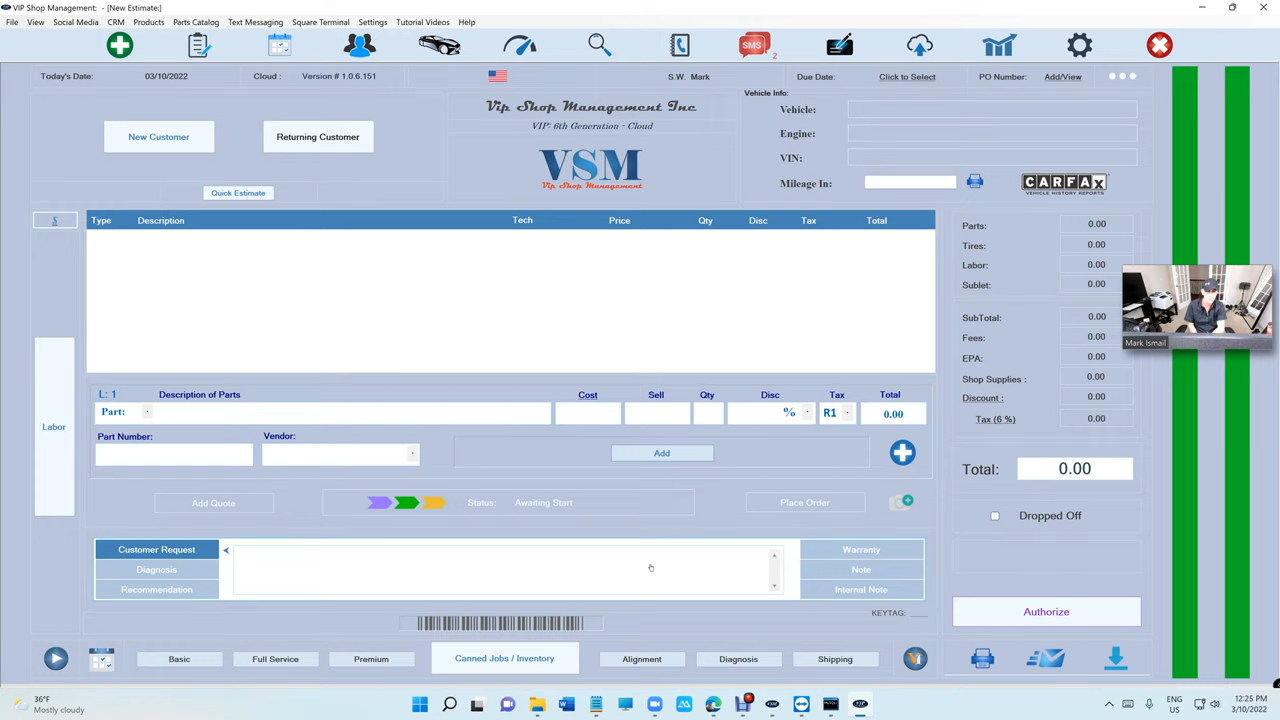 VIP Shop Management: - [New Estimate:]
File View Social Media CRM Products Parts Catalog Text Messaging Square Terminal Settings Tutorial Videos Help
SMS 2
Today's Date: 03/10/2022 Cloud : Version # 1.0.6.151 S.W. Mark Due Date: Click to Select PO Number: Add/View
Vehicle Info:
Vip Shop Management Inc
VIP: 6th Generation - Cloud
VSM
Vip Shop Management
New Customer Returning Customer
Quick Estimate
Vehicle:
Engine:
VIN:
Mileage In:
CARFAX
VEHICLE HISTORY REPORTS
$ Type Description Tech Price Qty Disc Tax Total
Labor
Parts: 0.00
Tires: 0.00
Labor: 0.00
Sublet: 0.00
SubTotal: 0.00
Fees: 0.00
EPA: 0.00
Shop Supplies : 0.00
Discount : 0.00
Tax (6 %) 0.00
Mark Ismail
L: 1 Description of Parts Cost Sell Qty Disc Tax Total
Part: % R1 0.00
Part Number: Vendor:
Add
Total: 0.00
Add Quote Status: Awaiting Start Place Order
Dropped Off
Customer Request
Diagnosis
Recommendation
Warranty
Note
Internal Note
KEYTAG:
Authorize
Basic Full Service Premium Canned Jobs / Inventory Alignment Diagnosis Shipping
36°F
Mostly cloudy
VSM VIP
ENG
US
12:25 PM
3/10/2022